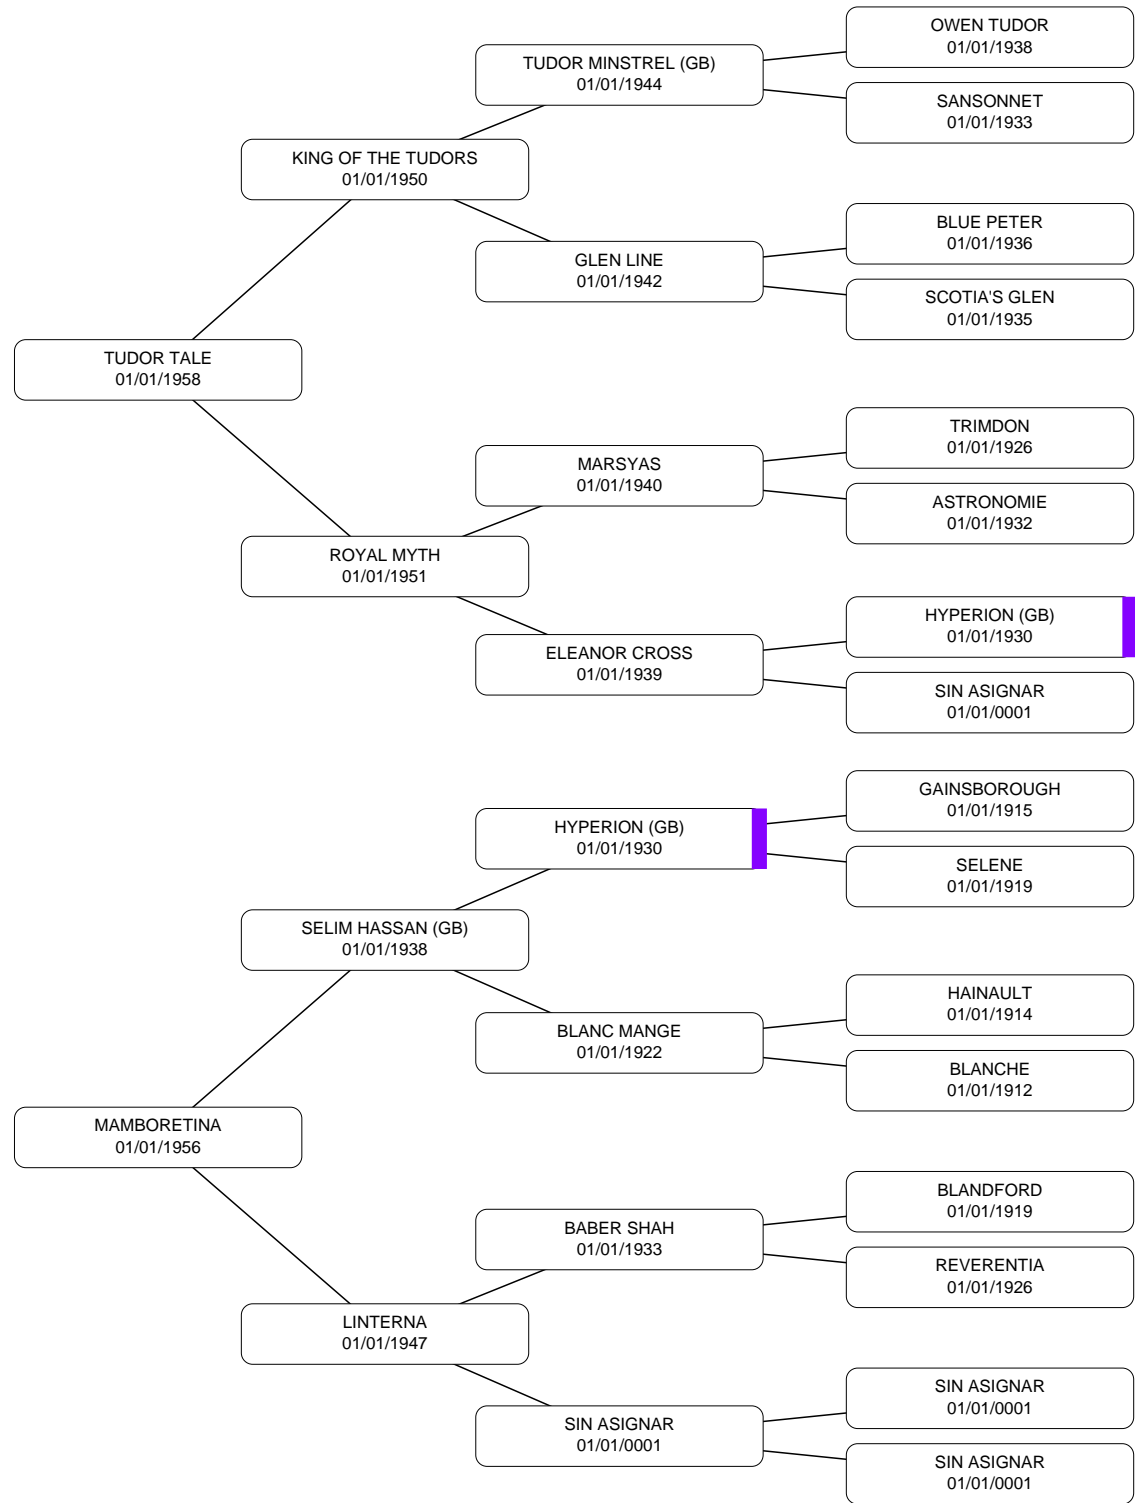 OWEN TUDOR
01/01/1938
TUDOR MINSTREL (GB)
01/01/1944
SANSONNET
01/01/1933
KING OF THE TUDORS
01/01/1950
BLUE PETER
01/01/1936
GLEN LINE
01/01/1942
SCOTIA'S GLEN
01/01/1935
TUDOR TALE
01/01/1958
TRIMDON
01/01/1926
MARSYAS
01/01/1940
ASTRONOMIE
01/01/1932
ROYAL MYTH
01/01/1951
HYPERION (GB)
01/01/1930
ELEANOR CROSS
01/01/1939
SIN ASIGNAR
01/01/0001
GAINSBOROUGH
01/01/1915
HYPERION (GB)
01/01/1930
SELENE
01/01/1919
SELIM HASSAN (GB)
01/01/1938
HAINAULT
01/01/1914
BLANC MANGE
01/01/1922
BLANCHE
01/01/1912
MAMBORETINA
01/01/1956
BLANDFORD
01/01/1919
BABER SHAH
01/01/1933
REVERENTIA
01/01/1926
LINTERNA
01/01/1947
SIN ASIGNAR
01/01/0001
SIN ASIGNAR
01/01/0001
SIN ASIGNAR
01/01/0001